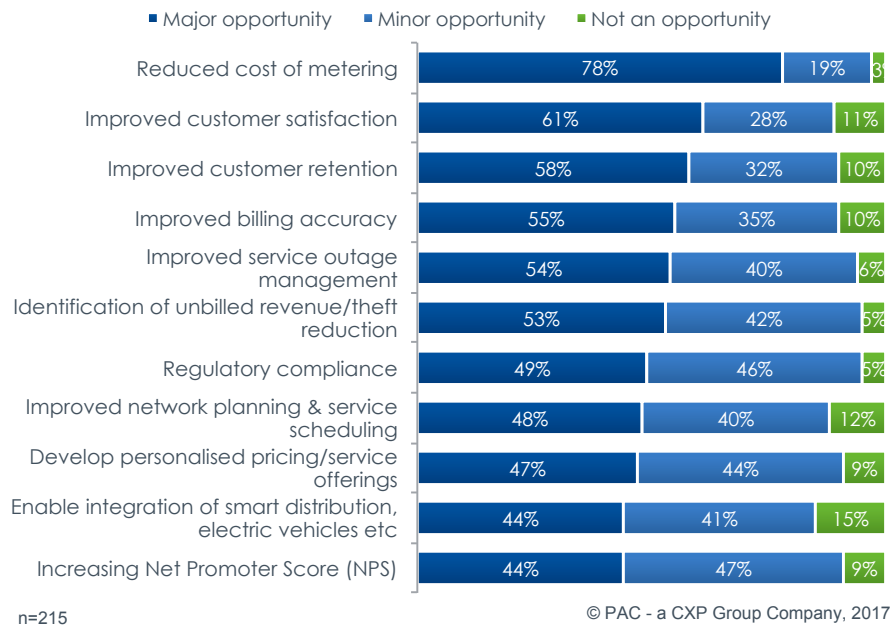 Major opportunity Minor opportunity Not an opportunity
Reduced cost of metering 78% 19% 3%
Improved customer satisfaction 61% 28% 11%
Improved customer retention 58% 32% 10%
Improved billing accuracy 55% 35% 10%
Improved service outage
management 54% 40% 6%
Identification of unbilled revenue/theft
reduction 53% 42% 5%
Regulatory compliance 49% 46% 5%
Improved network planning & service
scheduling 48% 40% 12%
Develop personalised pricing/service
offerings 47% 44% 9%
Enable integration of smart distribution,
electric vehicles etc 44% 41% 15%
Increasing Net Promoter Score (NPS) 44% 47% 9%
n=215 © PAC - a CXP Group Company, 2017